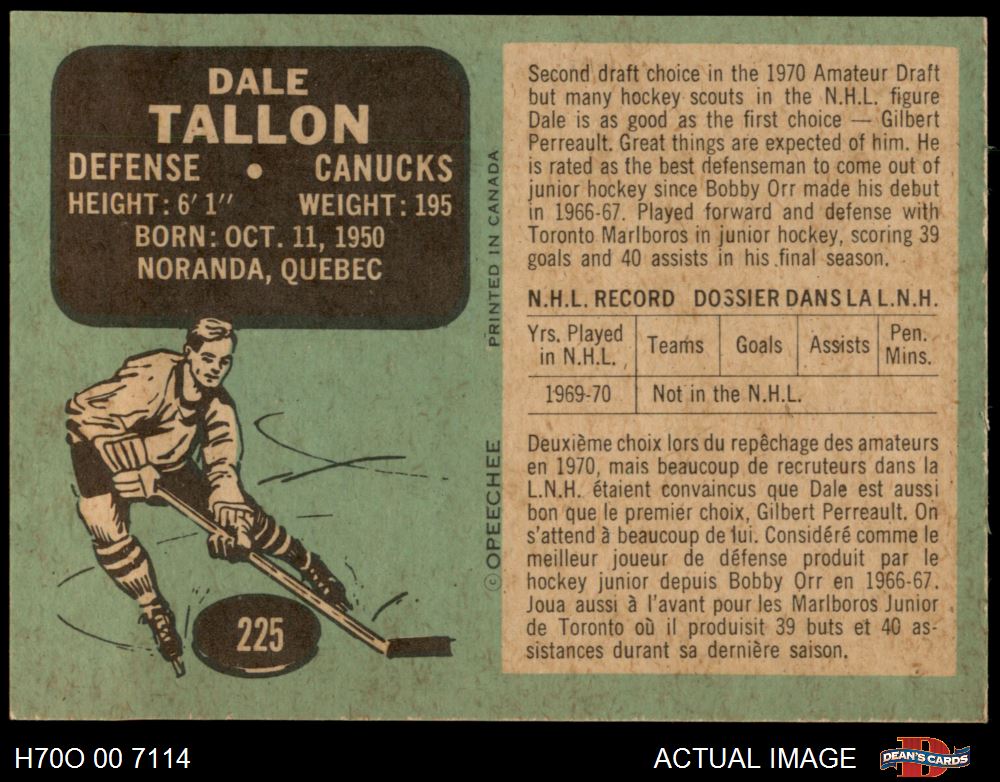 DALE
TALLON
DEFENSE • CANUCKS
HEIGHT: 6' 1" WEIGHT: 195
BORN: OCT. 11, 1950
NORANDA, QUEBEC
225
PRINTED IN CANADA
©OPEECHEE
Second draft choice in the 1970 Amateur Draft
but many hockey scouts in the N.H.L. figure
Dale is as good as the first choice — Gilbert
Perreault. Great things are expected of him. He
is rated as the best defenseman to come out of
junior hockey since Bobby Orr made his debut
in 1966-67. Played forward and defense with
Toronto Marlboros in junior hockey, scoring 39
goals and 40 assists in his final season.
N.H.L. RECORD DOSSIER DANS LA L.N.H.
Yrs. Played
in N.H.L. Teams Goals Assists Pen.
Mins.
1969-70 Not in the N.H.L.
Deuxième choix lors du repêchage des amateurs
en 1970, mais beaucoup de recruteurs dans la
L.N.H. étaient convaincus que Dale est aussi
bon que le premier choix, Gilbert Perreault. On
s'attend à beaucoup de lui. Considéré comme le
meilleur joueur de défense produit par le
hockey junior depuis Bobby Orr en 1966-67.
Joua aussi à l'avant pour les Marlboros Junior
de Toronto où il produisit 39 buts et 40 as-
sistances durant sa dernière saison.
H70O 00 7114
ACTUAL IMAGE
DEAN'S CARDS